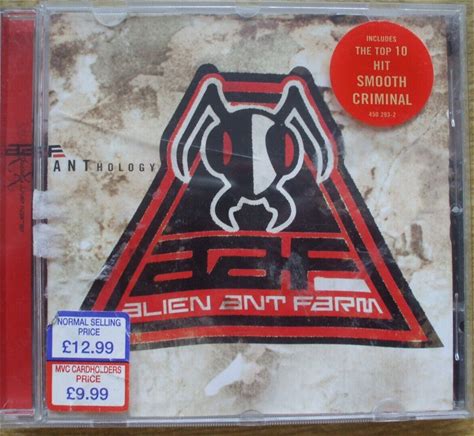 INCLUDES
THE TOP 10
HIT
SMOOTH
CRIMINAL
450 293-2
ANTHOLOGY
aaf
ALIEN ANT FARM
NORMAL SELLING
PRICE
£12.99
MVC CARDHOLDERS
PRICE
£9.99